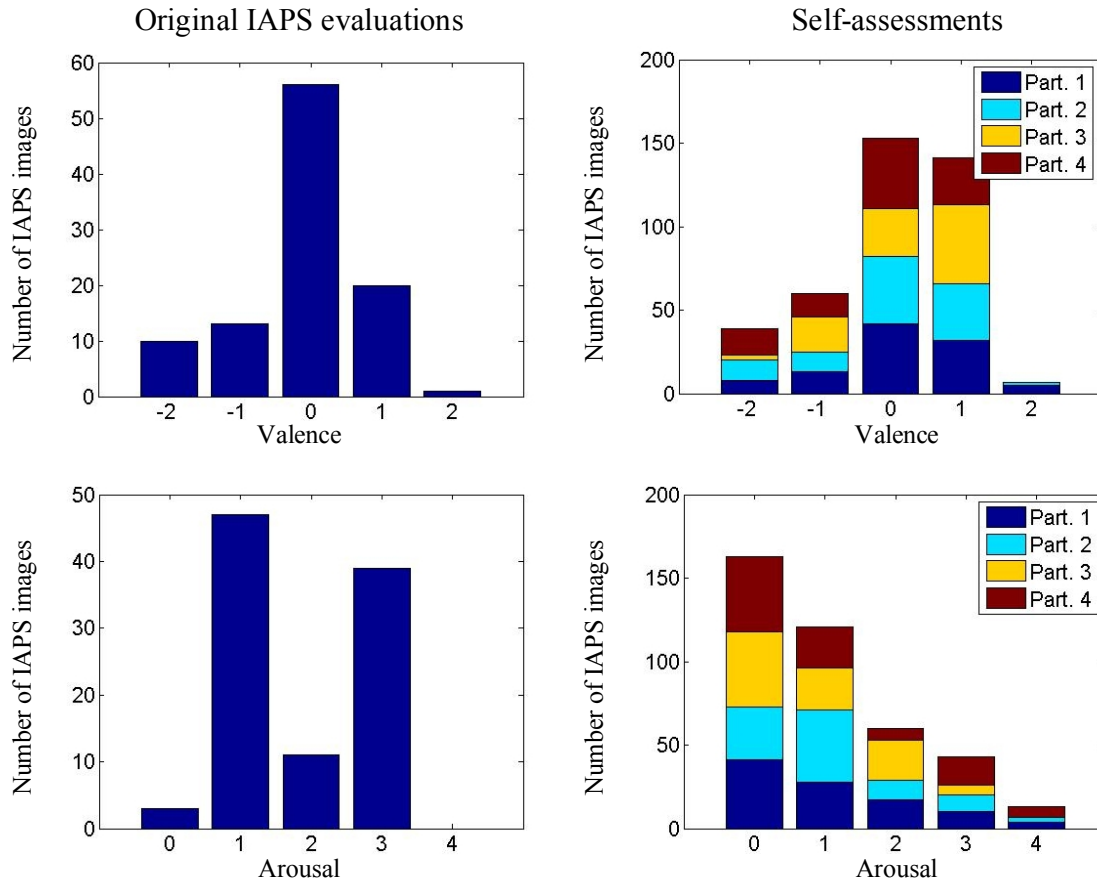 Original IAPS evaluations
Self-assessments
Number of IAPS images
60
50
40
30
20
10
0
-2 -1 0 1 2
Valence
Number of IAPS images
200
150
100
50
0
Part. 1
Part. 2
Part. 3
Part. 4
-2 -1 0 1 2
Valence
Number of IAPS images
50
40
30
20
10
0
0 1 2 3 4
Arousal
Number of IAPS images
200
150
100
50
0
Part. 1
Part. 2
Part. 3
Part. 4
0 1 2 3 4
Arousal